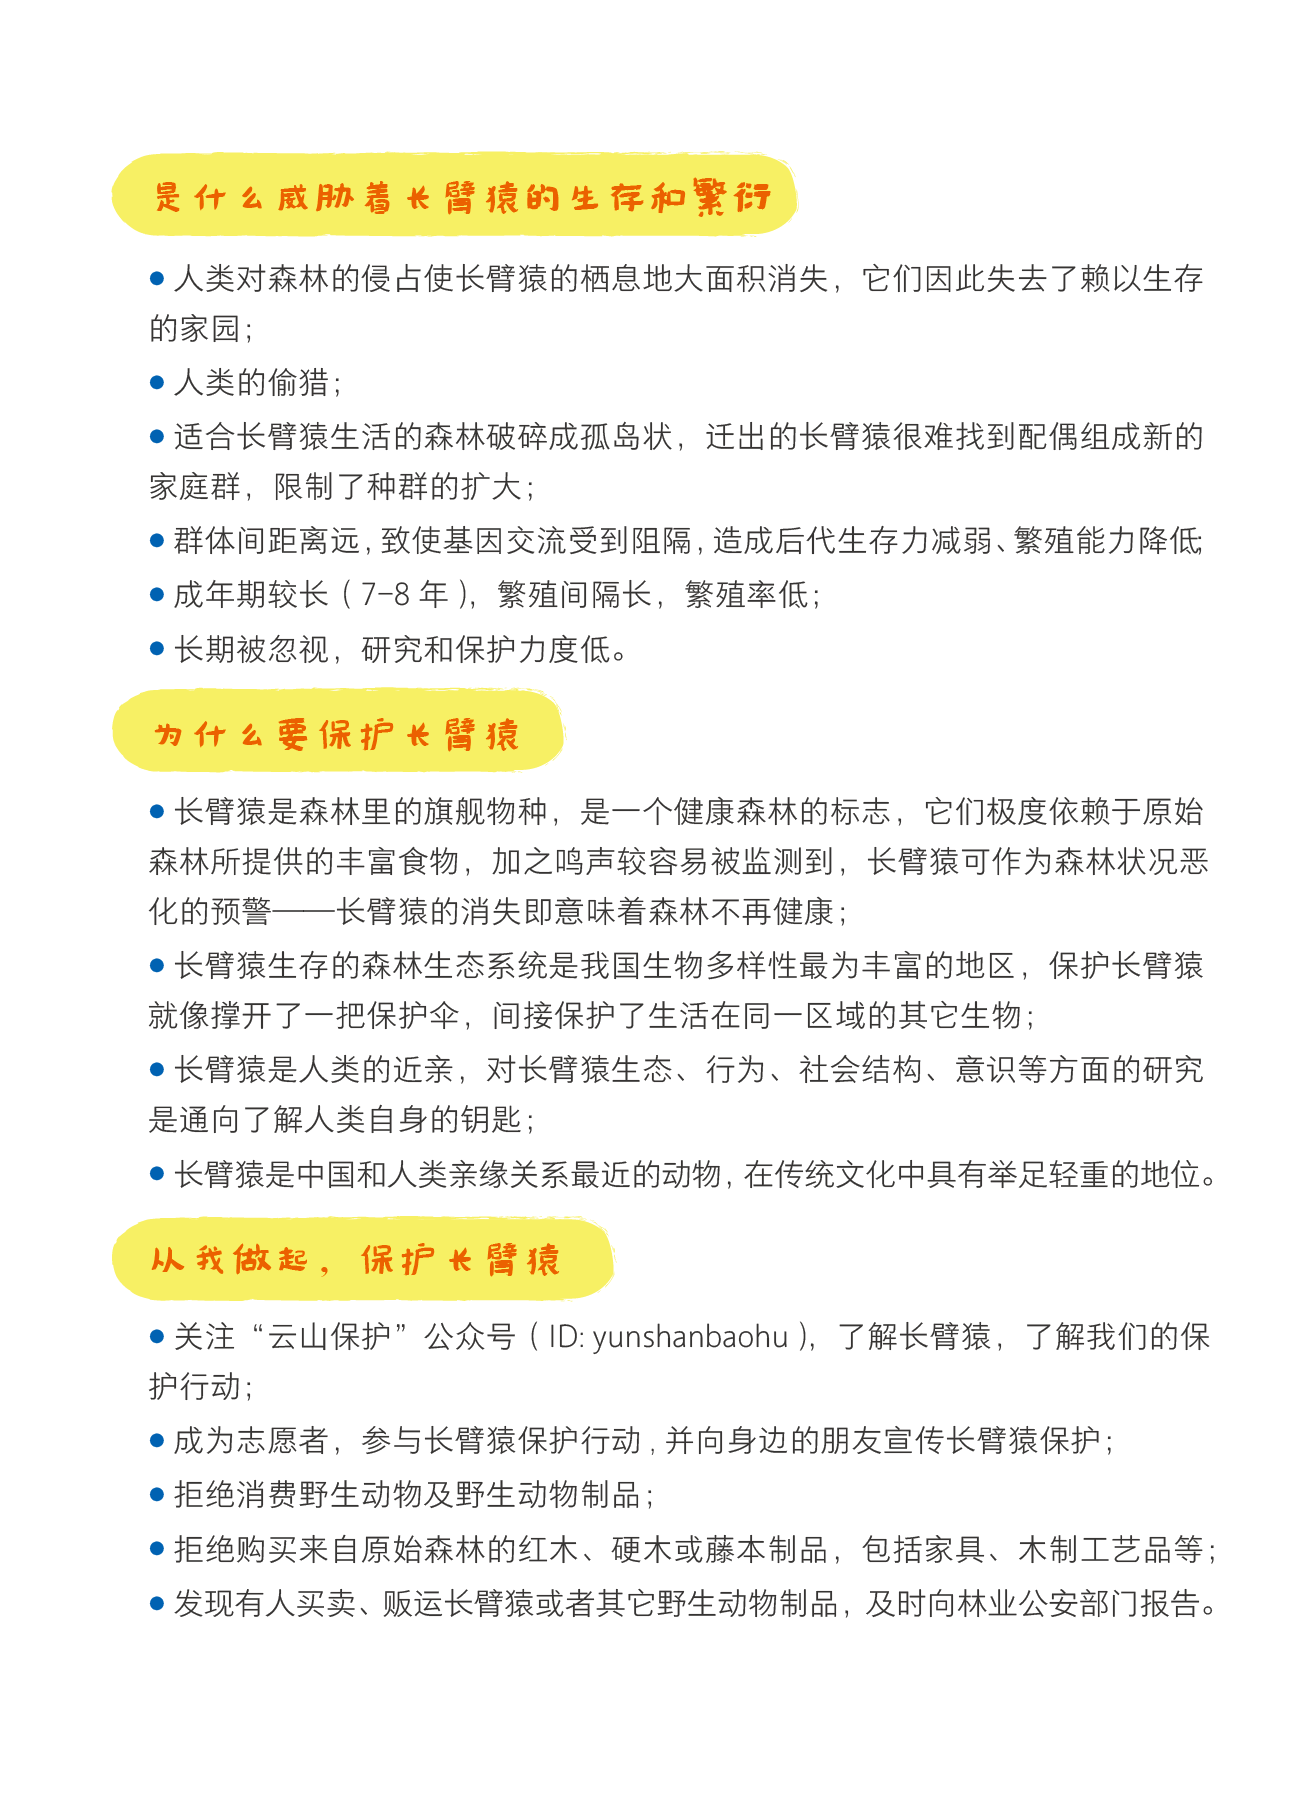 是什么威胁着长臂猿的生存和繁衍
● 人类对森林的侵占使长臂猿的栖息地大面积消失，它们因此失去了赖以生存
的家园；
● 人类的偷猎；
● 适合长臂猿生活的森林破碎成孤岛状，迁出的长臂猿很难找到配偶组成新的
家庭群，限制了种群的扩大；
● 群体间距离远，致使基因交流受到阻隔，造成后代生存力减弱、繁殖能力降低；
● 成年期较长（7-8 年），繁殖间隔长，繁殖率低；
● 长期被忽视，研究和保护力度低。
为什么要保护长臂猿
● 长臂猿是森林里的旗舰物种，是一个健康森林的标志，它们极度依赖于原始
森林所提供的丰富食物，加之鸣声较容易被监测到，长臂猿可作为森林状况恶
化的预警——长臂猿的消失即意味着森林不再健康；
● 长臂猿生存的森林生态系统是我国生物多样性最为丰富的地区，保护长臂猿
就像撑开了一把保护伞，间接保护了生活在同一区域的其它生物；
● 长臂猿是人类的近亲，对长臂猿生态、行为、社会结构、意识等方面的研究
是通向了解人类自身的钥匙；
● 长臂猿是中国和人类亲缘关系最近的动物，在传统文化中具有举足轻重的地位。
从我做起，保护长臂猿
● 关注“云山保护”公众号（ID: yunshanbaohu），了解长臂猿，了解我们的保
护行动；
● 成为志愿者，参与长臂猿保护行动，并向身边的朋友宣传长臂猿保护；
● 拒绝消费野生动物及野生动物制品；
● 拒绝购买来自原始森林的红木、硬木或藤本制品，包括家具、木制工艺品等；
● 发现有人买卖、贩运长臂猿或者其它野生动物制品，及时向林业公安部门报告。